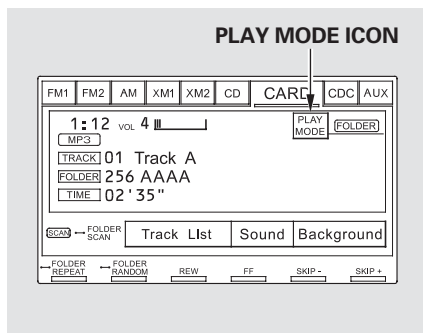 PLAY MODE ICON
FM1 FM2 AM XM1 XM2 CD CARD CDC AUX
1:12 VOL 4 PLAY MODE FOLDER
MP3
TRACK 01 Track A
FOLDER 256 AAAA
TIME 02'35"
SCAN FOLDER SCAN Track LIst Sound Background
FOLDER REPEAT FOLDER RANDOM REW FF SKIP - SKIP +